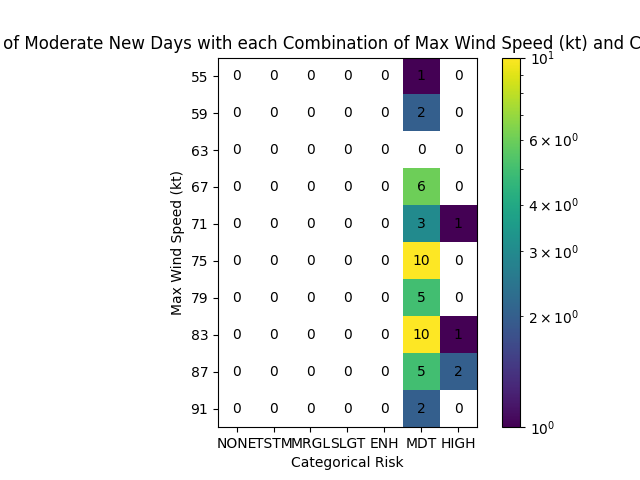 of Moderate New Days with each Combination of Max Wind Speed (kt) and C
55 0 0 0 0 0 1 0
59 0 0 0 0 0 2 0
63 0 0 0 0 0 0 0
67 0 0 0 0 0 6 0
71 0 0 0 0 0 3 1
75 0 0 0 0 0 10 0
79 0 0 0 0 0 5 0
83 0 0 0 0 0 10 1
87 0 0 0 0 0 5 2
91 0 0 0 0 0 2 0
Max Wind Speed (kt)
NONE TSTM MRGL SLGT ENH MDT HIGH
Categorical Risk
10¹
6 × 10⁰
4 × 10⁰
3 × 10⁰
2 × 10⁰
10⁰